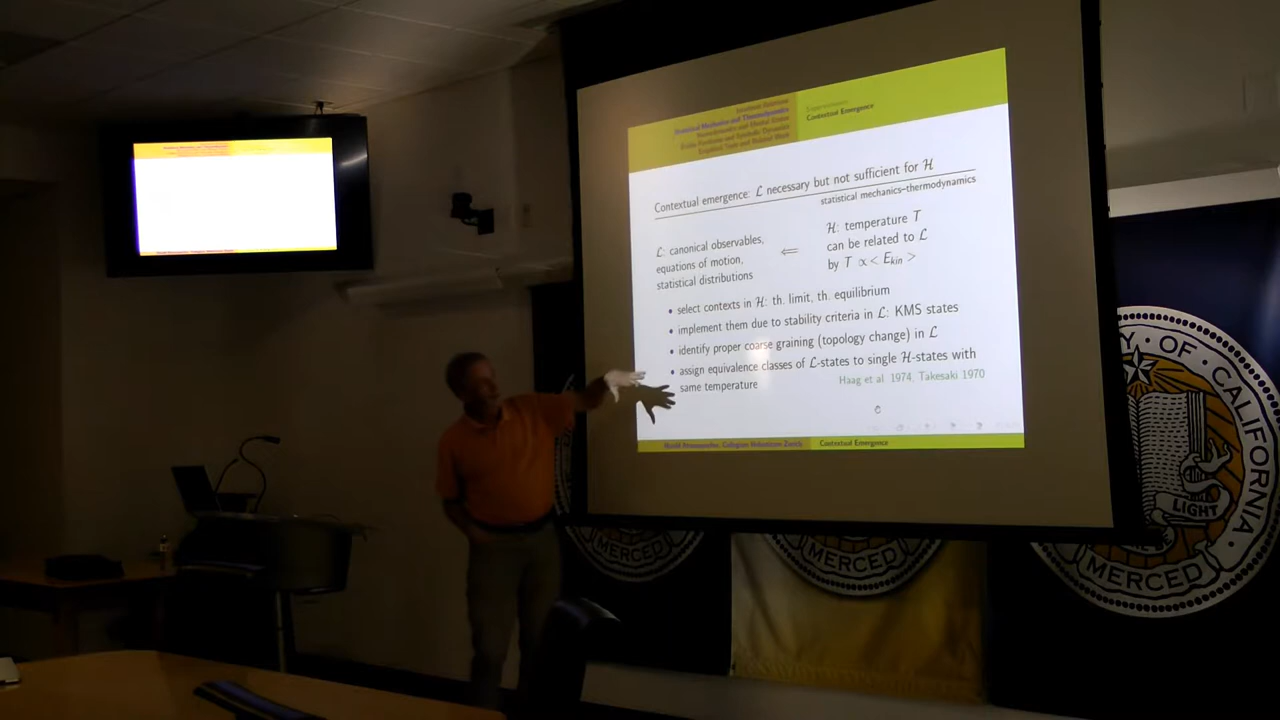 Statistical Mechanics and Thermodynamics
Supervenience
Contextual Emergence
Contextual emergence: ℒ necessary but not sufficient for ℋ
statistical mechanics–thermodynamics
ℒ: canonical observables,
equations of motion,
statistical distributions
⇐
ℋ: temperature T
can be related to ℒ
by T ∝< E_kin >
• select contexts in ℋ: th. limit, th. equilibrium
• implement them due to stability criteria in ℒ: KMS states
• identify proper coarse graining (topology change) in ℒ
• assign equivalence classes of ℒ-states to single ℋ-states with
same temperature
Haag et al 1974, Takesaki 1970
Contextual Emergence
Y · OF · CALIFORNIA
LIGHT
MERCED
MERCED
MERCED